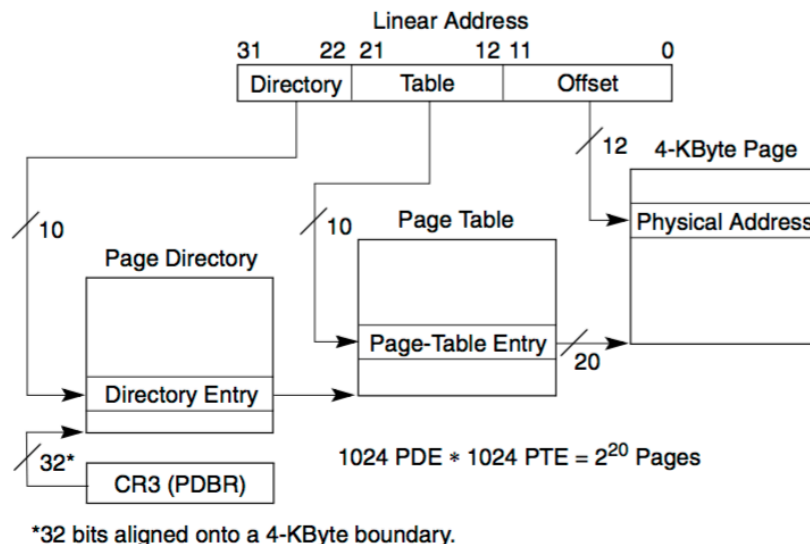 Linear Address
31 22 21 12 11 0
Directory Table Offset
12 4-KByte Page
10 10 Page Table Physical Address
Page Directory
Page-Table Entry
20
Directory Entry
32*
1024 PDE * 1024 PTE = 2²⁰ Pages
CR3 (PDBR)
*32 bits aligned onto a 4-KByte boundary.